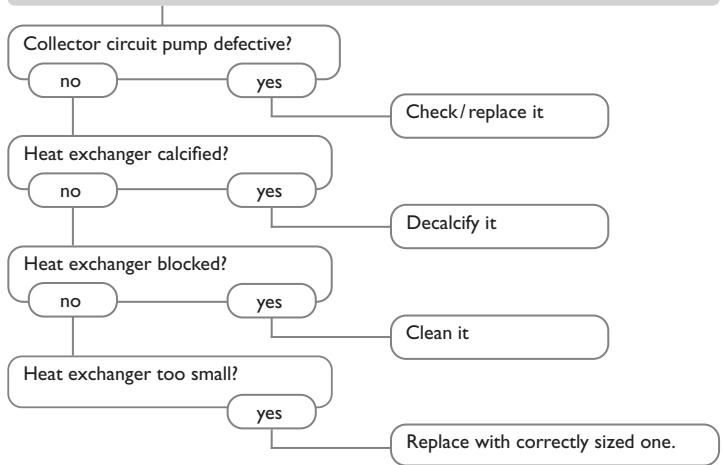 Collector circuit pump defective?
no
yes
Check/replace it
Heat exchanger calcified?
no
yes
Decalcify it
Heat exchanger blocked?
no
yes
Clean it
Heat exchanger too small?
yes
Replace with correctly sized one.